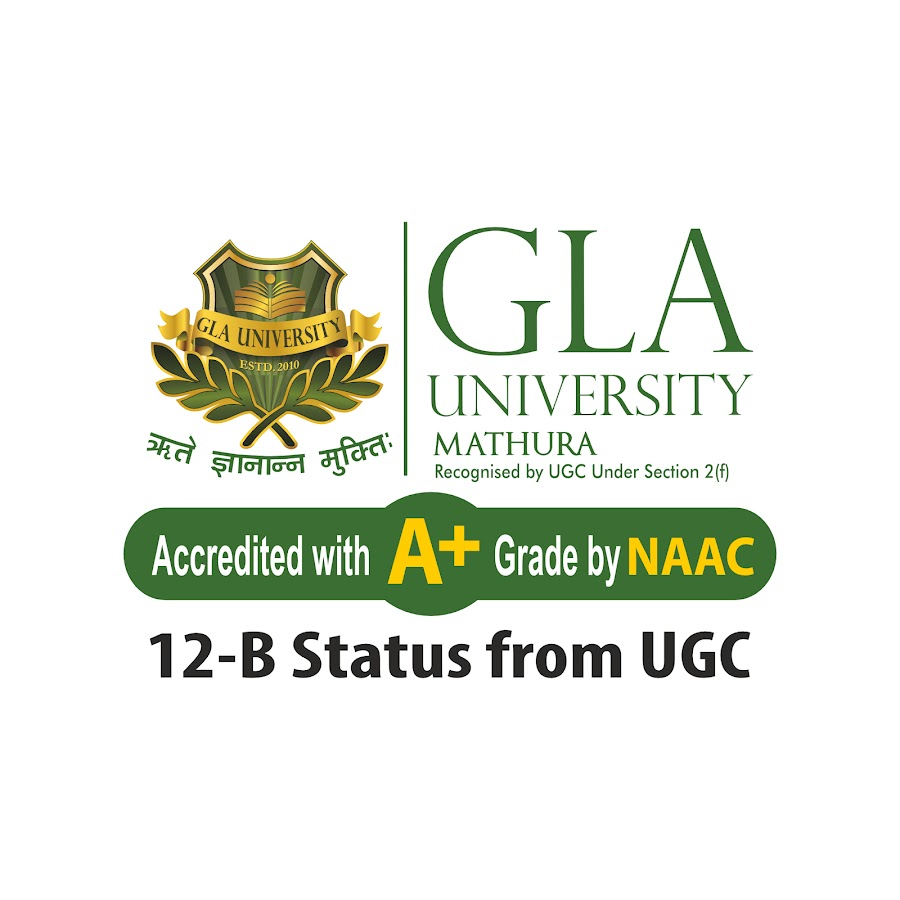 GLA UNIVERSITY
ESTD. 2010
ऋते ज्ञानान्न मुक्तिः
GLA
UNIVERSITY
MATHURA
Recognised by UGC Under Section 2(f)
Accredited with A+ Grade by NAAC
12-B Status from UGC